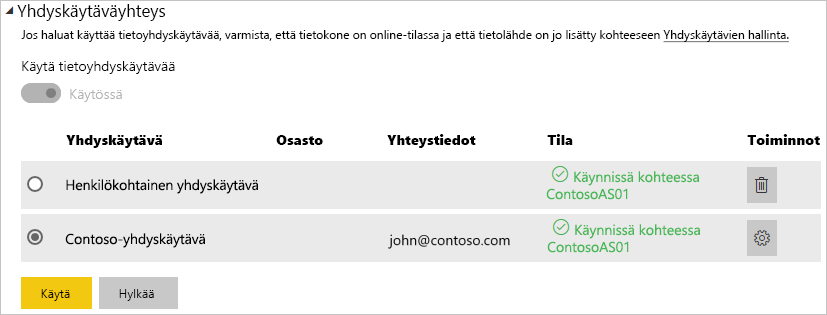 Yhdyskäytäväyhteys
Jos haluat käyttää tietoyhdyskäytävää, varmista, että tietokone on online-tilassa ja että tietolähde on jo lisätty kohteeseen Yhdyskäytävien hallinta.
Käytä tietoyhdyskäytävää
Käytössä
Yhdyskäytävä Osasto Yhteystiedot Tila Toiminnot
Henkilökohtainen yhdyskäytävä Käynnissä kohteessa
ContosoAS01
Contoso-yhdyskäytävä john@contoso.com Käynnissä kohteessa
ContosoAS01
Käytä Hylkää